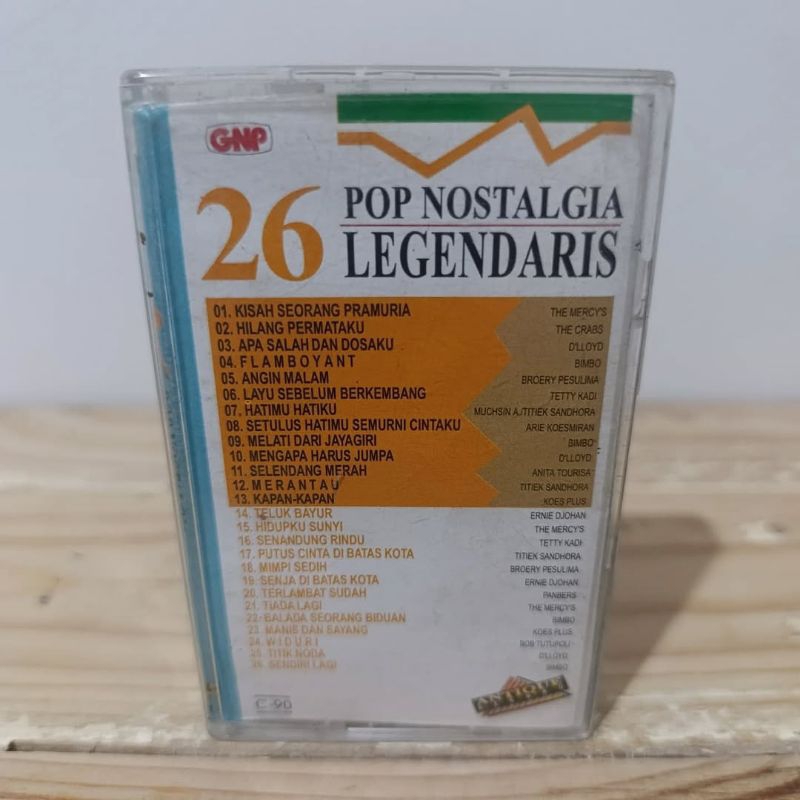 GNP
26 POP NOSTALGIA
LEGENDARIS
01. KISAH SEORANG PRAMURIA THE MERCY'S
02. HILANG PERMATAKU THE CRABS
03. APA SALAH DAN DOSAKU D'LLOYD
04. FLAMBOYANT BIMBO
05. ANGIN MALAM BROERY PESULIMA
06. LAYU SEBELUM BERKEMBANG TETTY KADI
07. HATIMU HATIKU MUCHSIN A./TITIEK SANDHORA
08. SETULUS HATIMU SEMURNI CINTAKU ARIE KOESMIRAN
09. MELATI DARI JAYAGIRI BIMBO
10. MENGAPA HARUS JUMPA D'LLOYD
11. SELENDANG MERAH ANITA TOURISA
12. MERANTAU TITIEK SANDHORA
13. KAPAN-KAPAN KOES PLUS
14. TELUK BAYUR ERNIE DJOHAN
15. HIDUPKU SUNYI THE MERCY'S
16. SENANDUNG RINDU TETTY KADI
17. PUTUS CINTA DI BATAS KOTA TITIEK SANDHORA
18. MIMPI SEDIH BROERY PESULIMA
19. SENJA DI BATAS KOTA ERNIE DJOHAN
20. TERLAMBAT SUDAH PANBERS
21. TIADA LAGI THE MERCY'S
22. BALADA SEORANG BIDUAN BIMBO
23. MANIS DAN SAYANG KOES PLUS
24. WIDURI BOB TUTUPOLI
25. TITIK NODA D'LLOYD
26. SENDIRI LAGI BIMBO
C-90